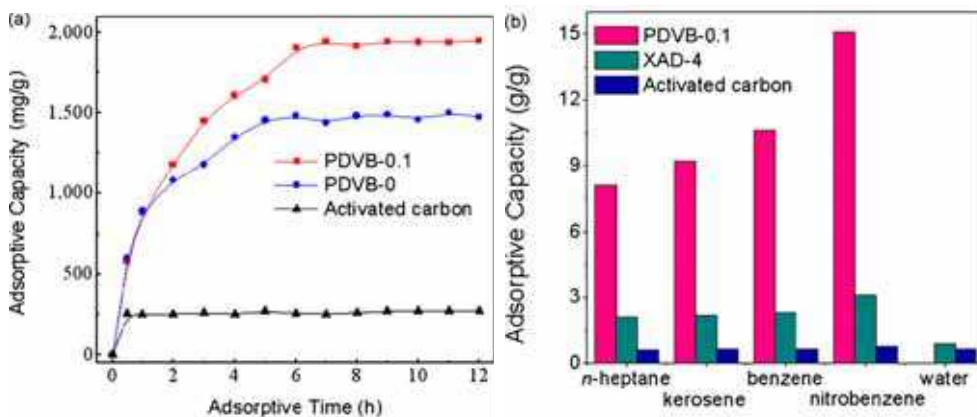 (a)
2,000
1,500
1,000
500
0
Adsorptive Capacity (mg/g)
PDVB-0.1
PDVB-0
Activated carbon
0 2 4 6 8 10 12
Adsorptive Time (h)
(b)
15
12
9
6
3
0
Adsorptive Capacity (g/g)
PDVB-0.1
XAD-4
Activated carbon
n-heptane benzene water
kerosene nitrobenzene